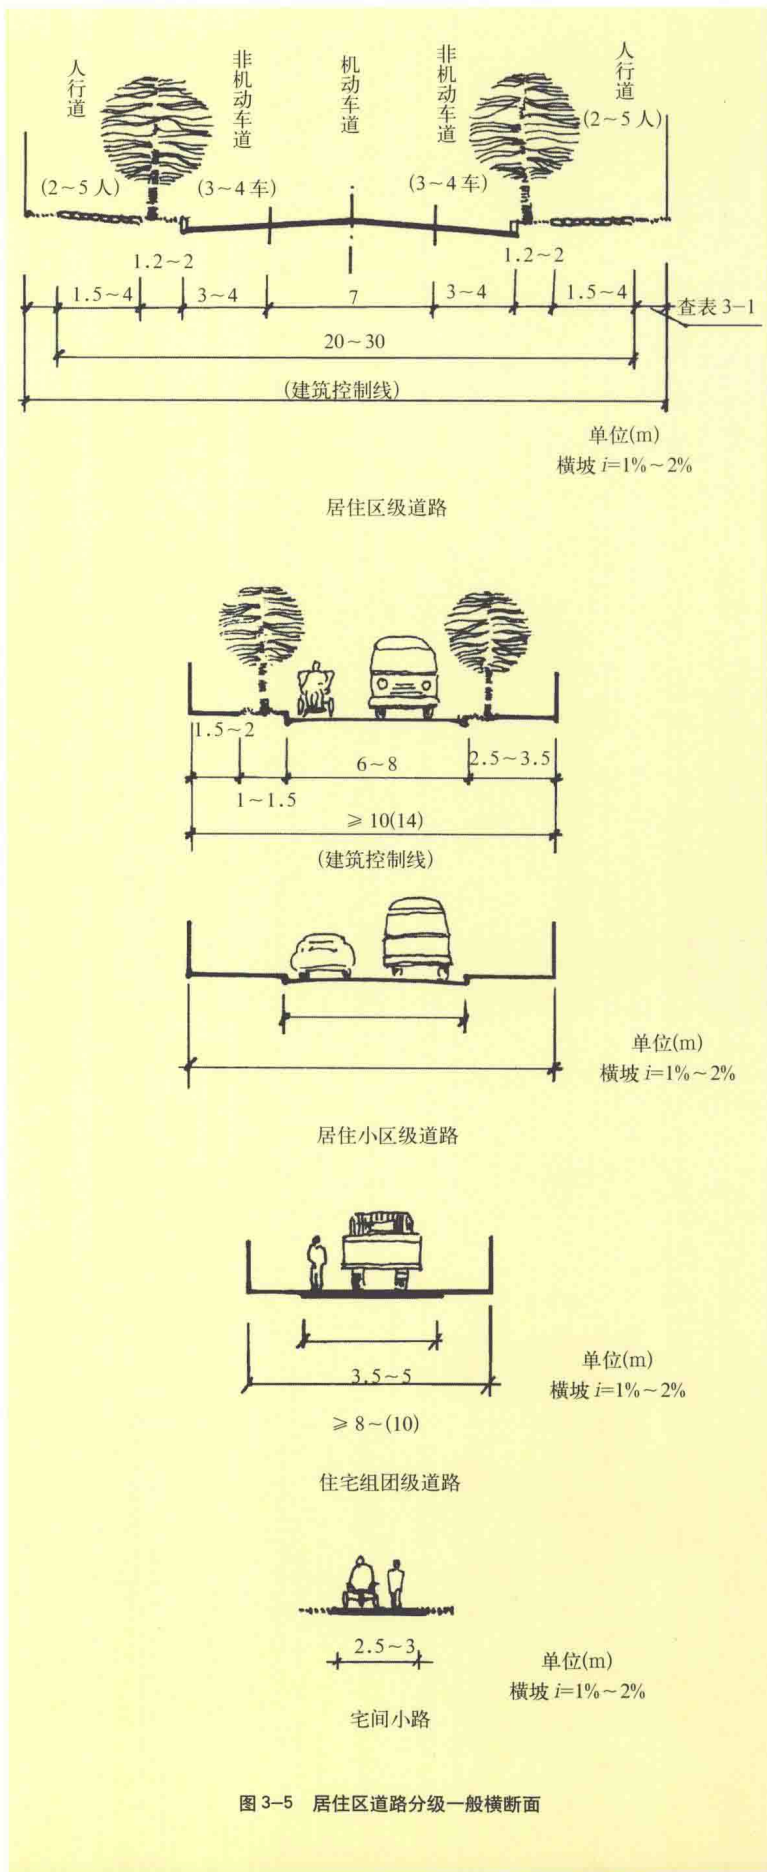 人行道
非机动车道
机动车道
非机动车道
人行道
(2~5人)
(2~5人)
(3~4车)
(3~4车)
1.2~2
1.2~2
1.5~4
3~4
7
3~4
1.5~4
查表 3-1
20~30
(建筑控制线)
单位(m)
横坡 i=1%~2%
居住区级道路
1.5~2
6~8
2.5~3.5
1~1.5
≥10(14)
(建筑控制线)
单位(m)
横坡 i=1%~2%
居住小区级道路
3.5~5
单位(m)
横坡 i=1%~2%
≥8~(10)
住宅组团级道路
2.5~3
单位(m)
横坡 i=1%~2%
宅间小路
图 3-5 居住区道路分级一般横断面